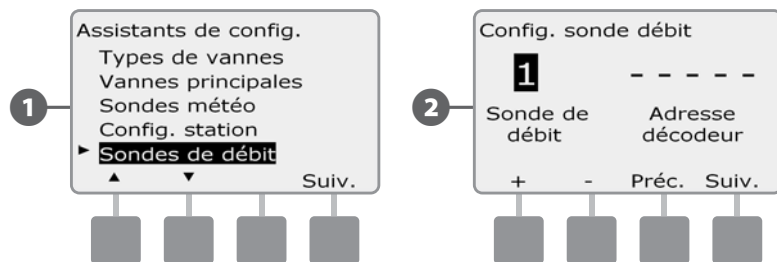 1
Assistants de config.
Types de vannes
Vannes principales
Sondes météo
Config. station
► Sondes de débit
▲ ▼ Suiv.
2
Config. sonde débit
1 - - - - -
Sonde de débit
Adresse décodeur
+ - Préc. Suiv.